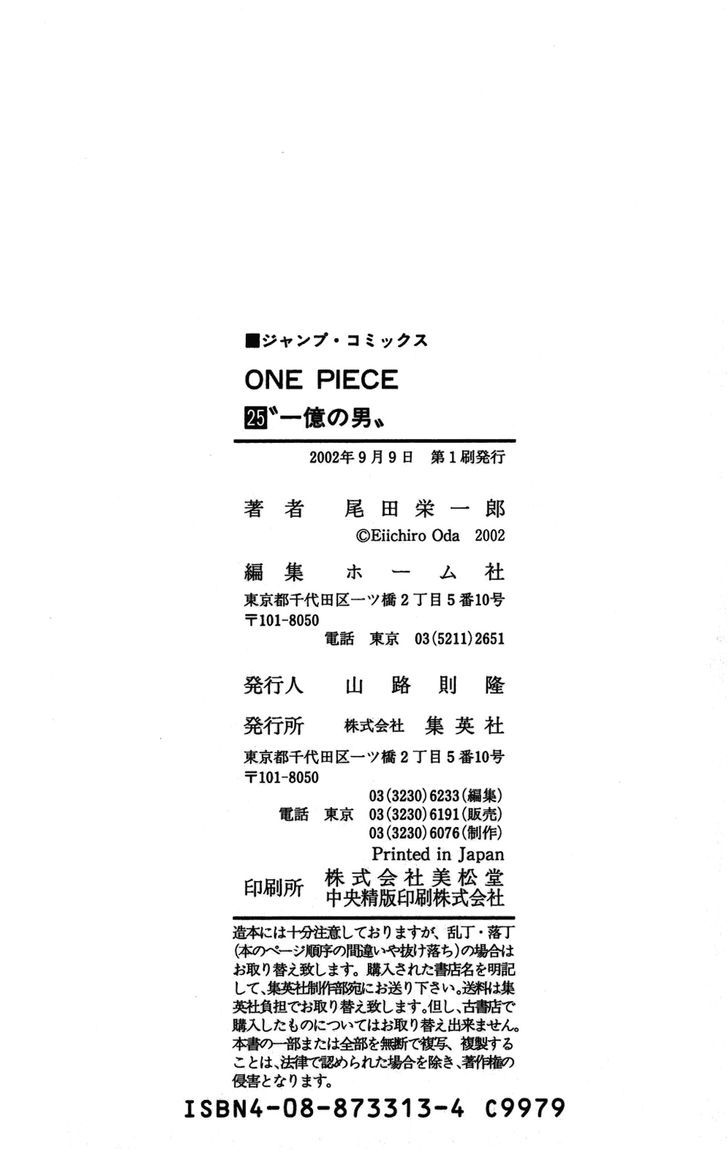 ■ジャンプ・コミックス
ONE PIECE
25〝一億の男〟
2002年9月9日 第1刷発行
著者 尾田栄一郎
©Eiichiro Oda 2002
編集 ホーム社
東京都千代田区一ツ橋2丁目5番10号
〒101-8050
電話 東京 03(5211)2651
発行人 山路則隆
発行所 株式会社 集英社
東京都千代田区一ツ橋2丁目5番10号
〒101-8050
03(3230)6233(編集)
電話 東京 03(3230)6191(販売)
03(3230)6076(制作)
Printed in Japan
印刷所 株式会社美松堂
中央精版印刷株式会社
造本には十分注意しておりますが、乱丁・落丁
(本のページ順序の間違いや抜け落ち)の場合は
お取り替え致します。購入された書店名を明記
して、集英社制作部宛にお送り下さい。送料は集
英社負担でお取り替え致します。但し、古書店で
購入したものについてはお取り替え出来ません。
本書の一部または全部を無断で複写、複製する
ことは、法律で認められた場合を除き、著作権の
侵害となります。
ISBN4-08-873313-4 C9979